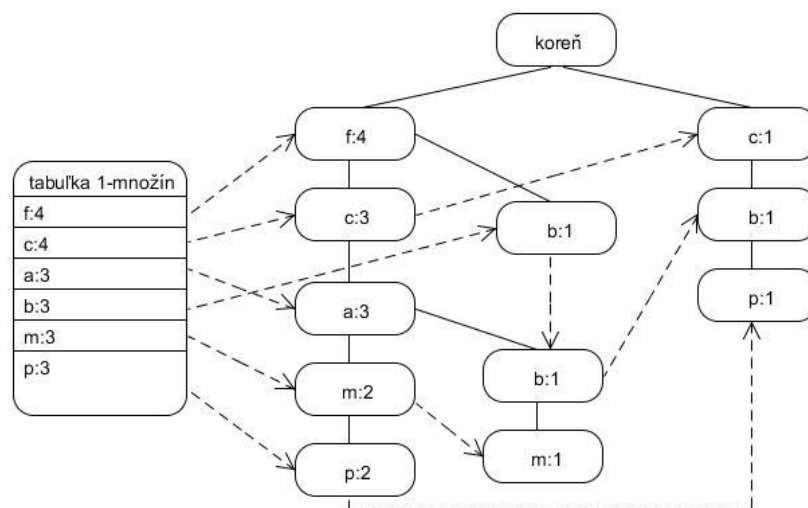 koreň
f:4
c:1
tabuľka 1-množín
f:4
c:4
a:3
b:3
m:3
p:3
c:3
b:1
b:1
a:3
p:1
m:2
b:1
p:2
m:1